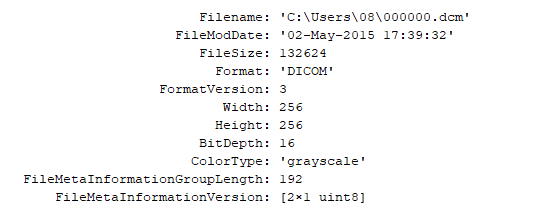 Filename: 'C:\Users\08\000000.dcm'
FileModDate: '02-May-2015 17:39:32'
FileSize: 132624
Format: 'DICOM'
FormatVersion: 3
Width: 256
Height: 256
BitDepth: 16
ColorType: 'grayscale'
FileMetaInformationGroupLength: 192
FileMetaInformationVersion: [2×1 uint8]